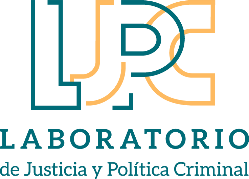 LJPC
LABORATORIO
de Justicia y Política Criminal